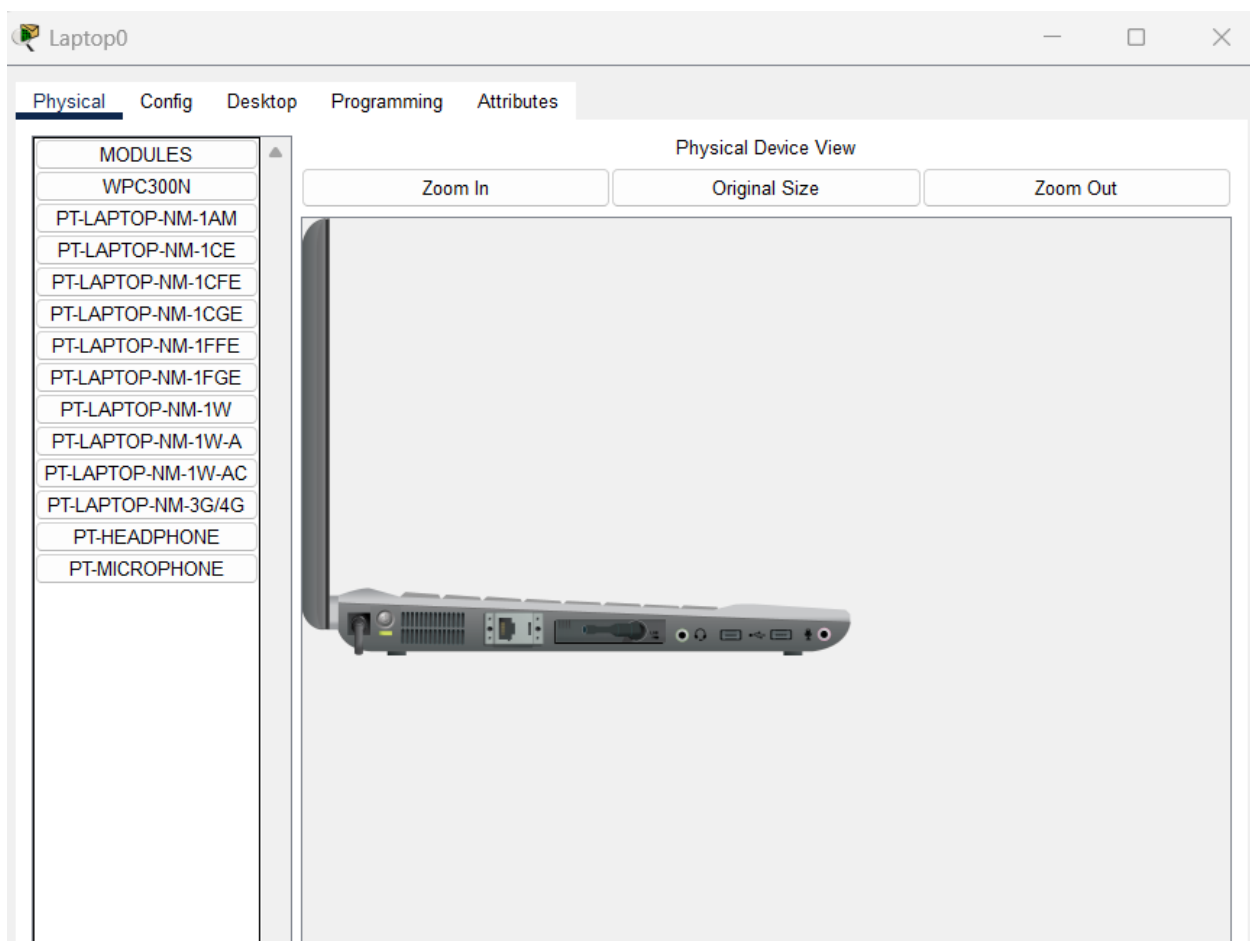 Laptop0
Physical Config Desktop Programming Attributes
MODULES
WPC300N
PT-LAPTOP-NM-1AM
PT-LAPTOP-NM-1CE
PT-LAPTOP-NM-1CFE
PT-LAPTOP-NM-1CGE
PT-LAPTOP-NM-1FFE
PT-LAPTOP-NM-1FGE
PT-LAPTOP-NM-1W
PT-LAPTOP-NM-1W-A
PT-LAPTOP-NM-1W-AC
PT-LAPTOP-NM-3G/4G
PT-HEADPHONE
PT-MICROPHONE
Physical Device View
Zoom In Original Size Zoom Out